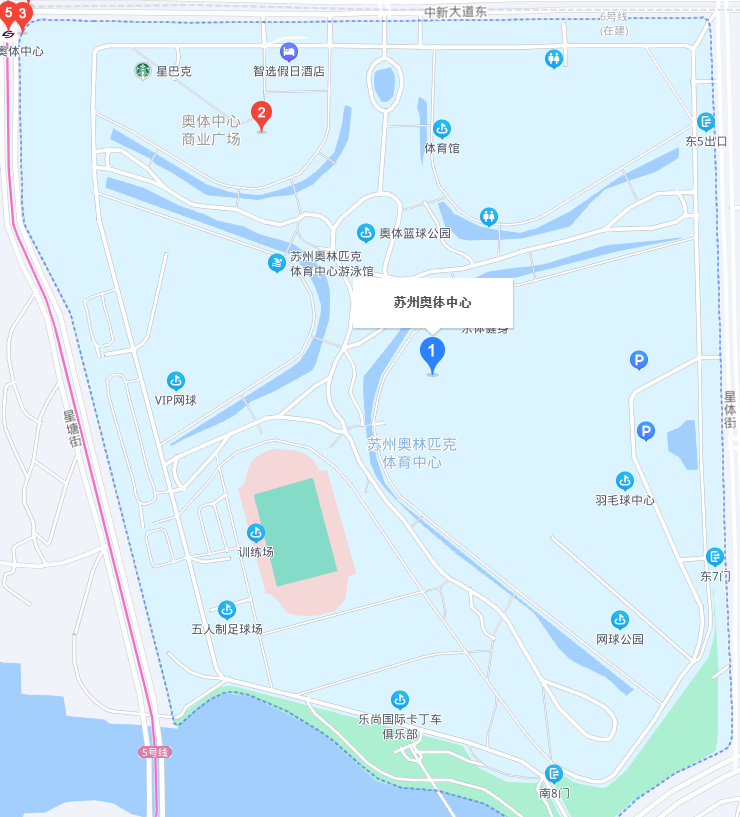 中新大道东
6号线
(在建)
5
3
奥体中心
星巴克
智选假日酒店
2
奥体中心
商业广场
体育馆
东5出口
奥体篮球公园
苏州奥林匹克
体育中心游泳馆
苏州奥体中心
乐体健身
1
P
VIP网球
星塘街
星体街
P
苏州奥林匹克
体育中心
羽毛球中心
训练场
东7门
五人制足球场
网球公园
乐尚国际卡丁车
俱乐部
5号线
南8门